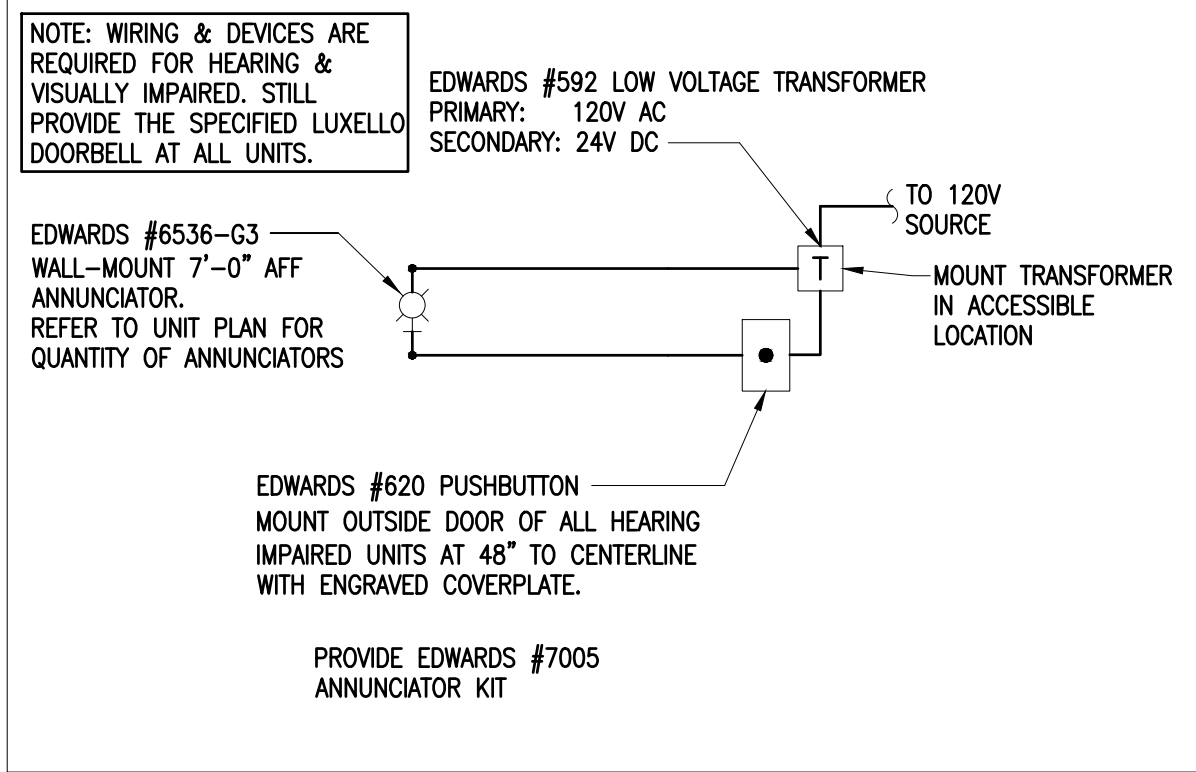 NOTE: WIRING & DEVICES ARE
REQUIRED FOR HEARING &
VISUALLY IMPAIRED. STILL
PROVIDE THE SPECIFIED LUXELLO
DOORBELL AT ALL UNITS.
EDWARDS #592 LOW VOLTAGE TRANSFORMER
PRIMARY: 120V AC
SECONDARY: 24V DC
TO 120V
SOURCE
EDWARDS #6536-G3
WALL-MOUNT 7'-0" AFF
ANNUNCIATOR.
REFER TO UNIT PLAN FOR
QUANTITY OF ANNUNCIATORS
T
MOUNT TRANSFORMER
IN ACCESSIBLE
LOCATION
EDWARDS #620 PUSHBUTTON
MOUNT OUTSIDE DOOR OF ALL HEARING
IMPAIRED UNITS AT 48" TO CENTERLINE
WITH ENGRAVED COVERPLATE.
PROVIDE EDWARDS #7005
ANNUNCIATOR KIT